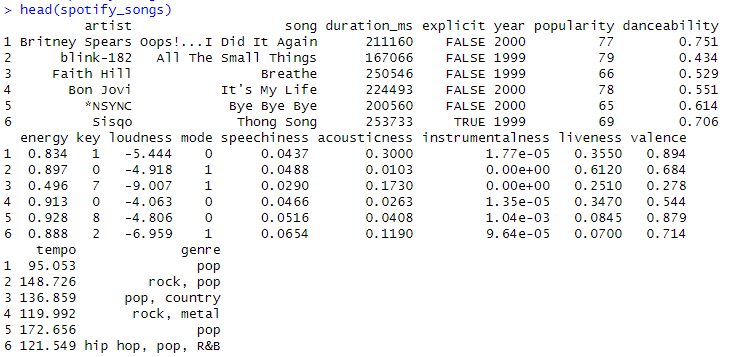 > head(spotify_songs)
artist song duration_ms explicit year popularity danceability
1 Britney Spears Oops!...I Did It Again 211160 FALSE 2000 77 0.751
2 blink-182 All The Small Things 167066 FALSE 1999 79 0.434
3 Faith Hill Breathe 250546 FALSE 1999 66 0.529
4 Bon Jovi It's My Life 224493 FALSE 2000 78 0.551
5 *NSYNC Bye Bye Bye 200560 FALSE 2000 65 0.614
6 Sisqo Thong Song 253733 TRUE 1999 69 0.706
energy key loudness mode speechiness acousticness instrumentalness liveness valence
1 0.834 1 -5.444 0 0.0437 0.3000 1.77e-05 0.3550 0.894
2 0.897 0 -4.918 1 0.0488 0.0103 0.00e+00 0.6120 0.684
3 0.496 7 -9.007 1 0.0290 0.1730 0.00e+00 0.2510 0.278
4 0.913 0 -4.063 0 0.0466 0.0263 1.35e-05 0.3470 0.544
5 0.928 8 -4.806 0 0.0516 0.0408 1.04e-03 0.0845 0.879
6 0.888 2 -6.959 1 0.0654 0.1190 9.64e-05 0.0700 0.714
tempo genre
1 95.053 pop
2 148.726 rock, pop
3 136.859 pop, country
4 119.992 rock, metal
5 172.656 pop
6 121.549 hip hop, pop, R&B